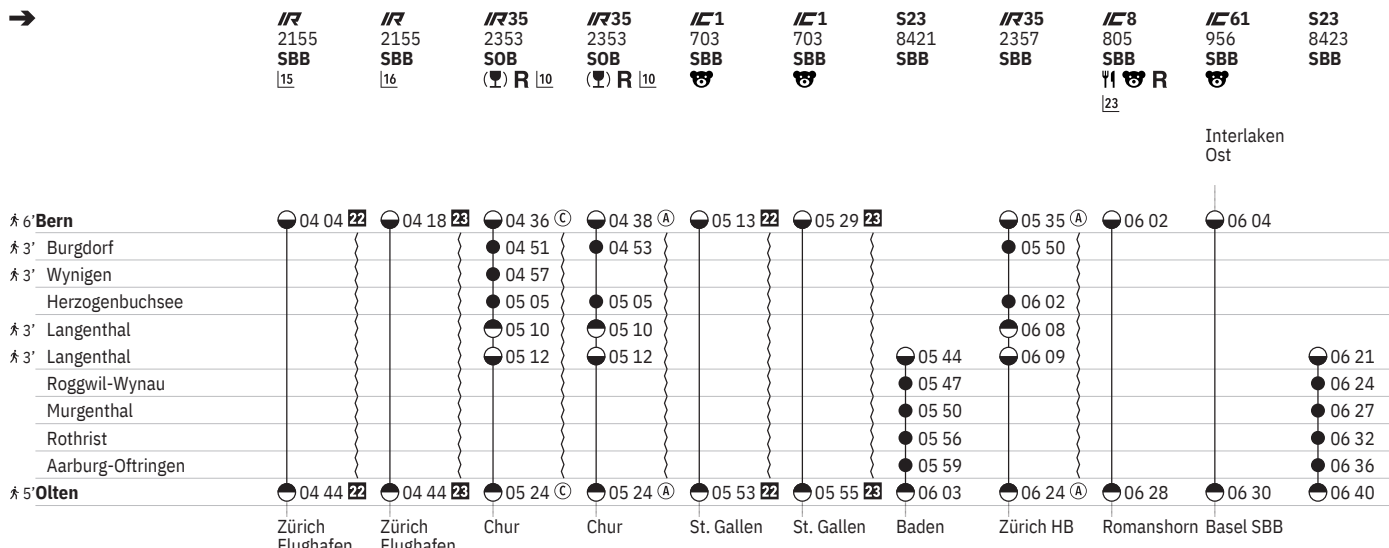 IR IR IR35 IR35 IC1 IC1 S23 IR35 IC8 IC61 S23
2155 2155 2353 2353 703 703 8421 2357 805 956 8423
SBB SBB SOB SOB SBB SBB SBB SBB SBB SBB SBB
15 16 R 10 R 10 R
23
Interlaken
Ost
6' Bern 04 04 22 04 18 23 04 36 C 04 38 A 05 13 22 05 29 23 05 35 A 06 02 06 04
3' Burgdorf 04 51 04 53 05 50
3' Wynigen 04 57
Herzogenbuchsee 05 05 05 05 06 02
3' Langenthal 05 10 05 10 06 08
3' Langenthal 05 12 05 12 05 44 06 09 06 21
Roggwil-Wynau 05 47 06 24
Murgenthal 05 50 06 27
Rothrist 05 56 06 32
Aarburg-Oftringen 05 59 06 36
5' Olten 04 44 22 04 44 23 05 24 C 05 24 A 05 53 22 05 55 23 06 03 06 24 A 06 28 06 30 06 40
Zürich Zürich Chur Chur St. Gallen St. Gallen Baden Zürich HB Romanshorn Basel SBB
Flughafen Flughafen